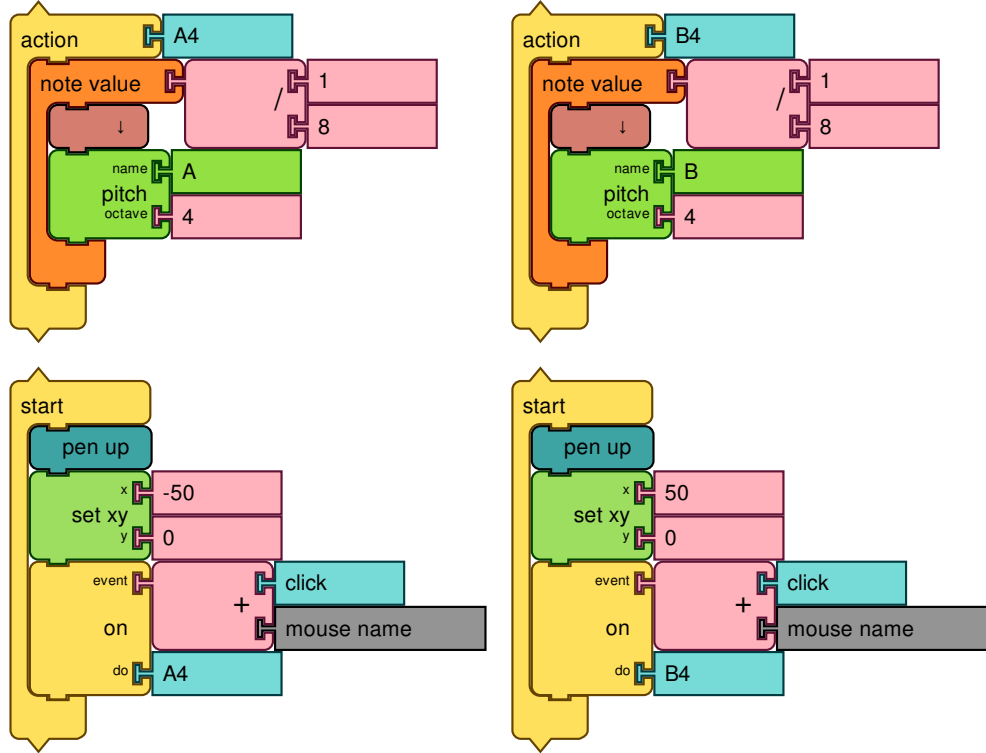 action A4
note value / 1
8
↓
name A
pitch
octave 4
action B4
note value / 1
8
↓
name B
pitch
octave 4
start
pen up
x -50
set xy
y 0
event + click
on mouse name
do A4
start
pen up
x 50
set xy
y 0
event + click
on mouse name
do B4